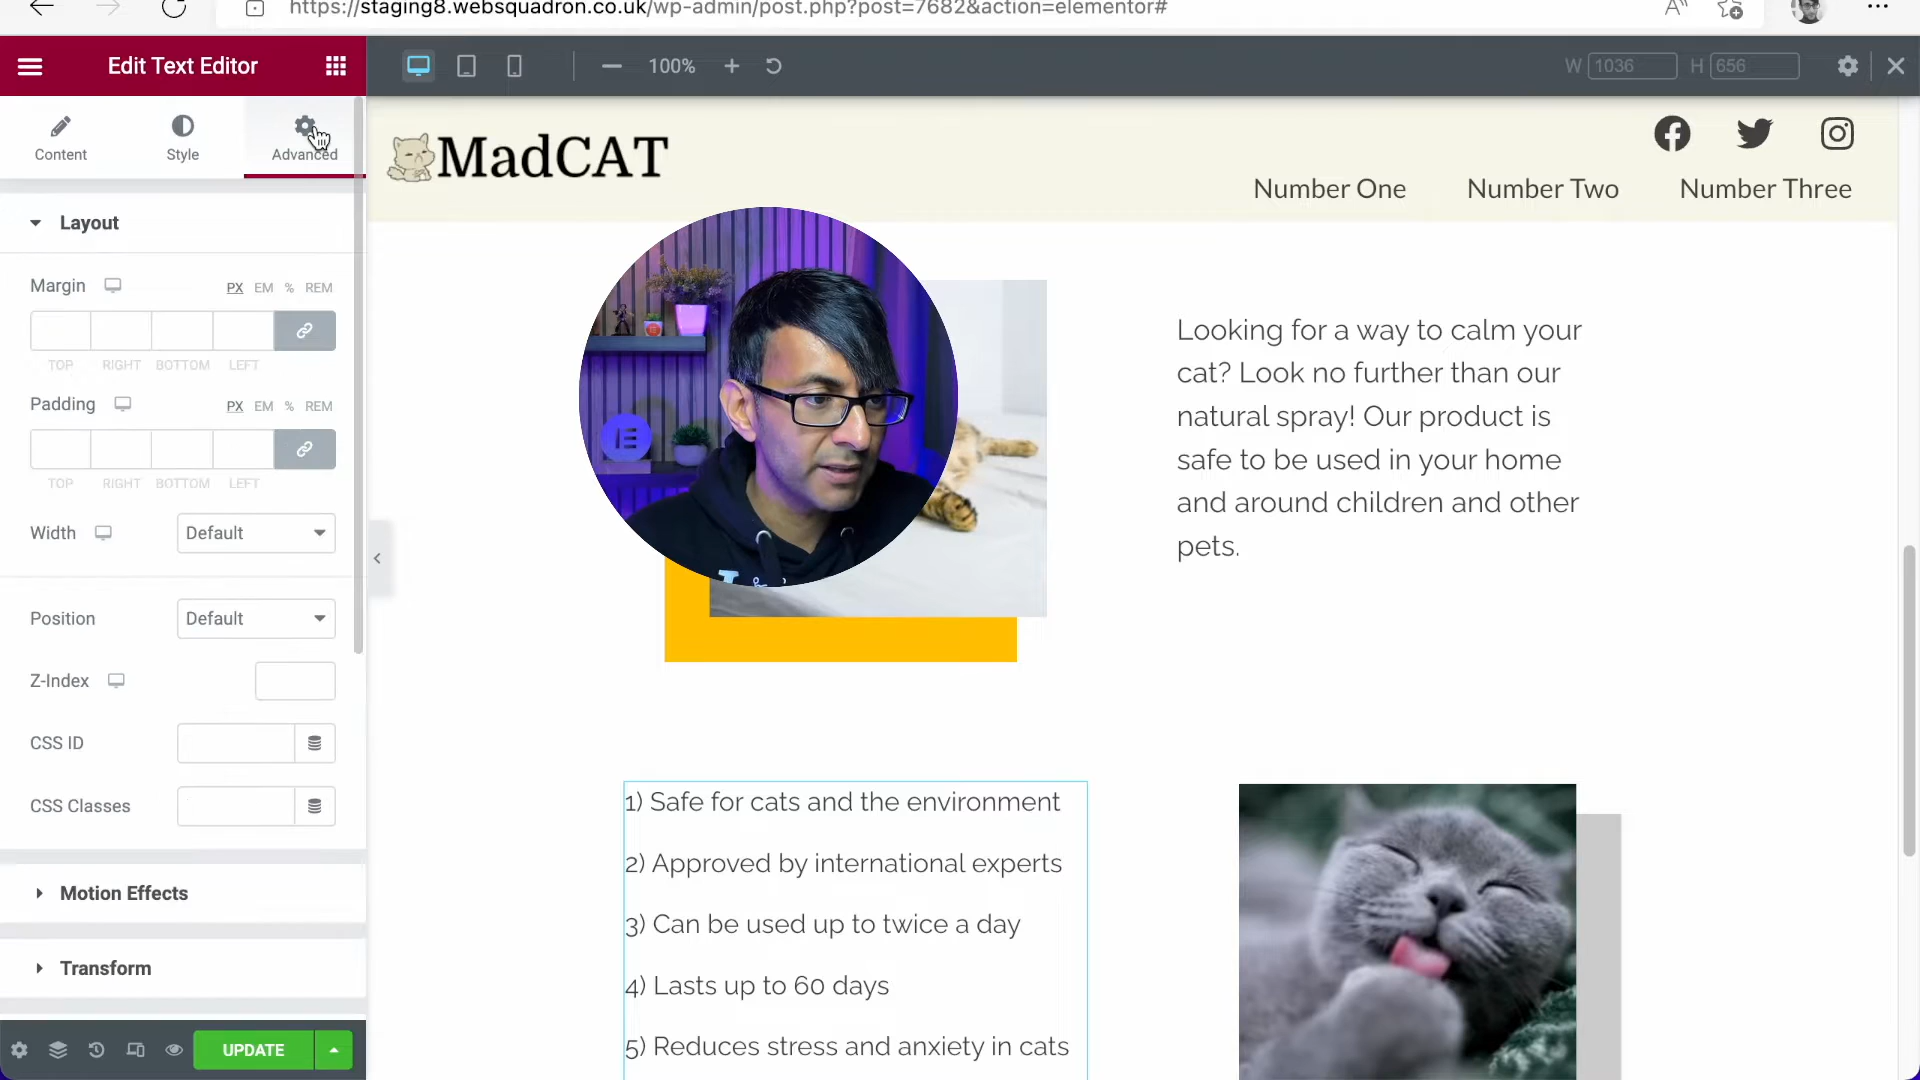 https://staging8.websquadron.co.uk/wp-admin/post.php?post=7682&action=elementor#
Edit Text Editor
100%
W 1036 H 656
Content Style Advanced
MadCAT
Number One Number Two Number Three
Layout
Margin PX EM % REM
TOP RIGHT BOTTOM LEFT
Padding PX EM % REM
TOP RIGHT BOTTOM LEFT
Width Default
Position Default
Z-Index
CSS ID
CSS Classes
Motion Effects
Transform
UPDATE
Looking for a way to calm your
cat? Look no further than our
natural spray! Our product is
safe to be used in your home
and around children and other
pets.
1) Safe for cats and the environment
2) Approved by international experts
3) Can be used up to twice a day
4) Lasts up to 60 days
5) Reduces stress and anxiety in cats